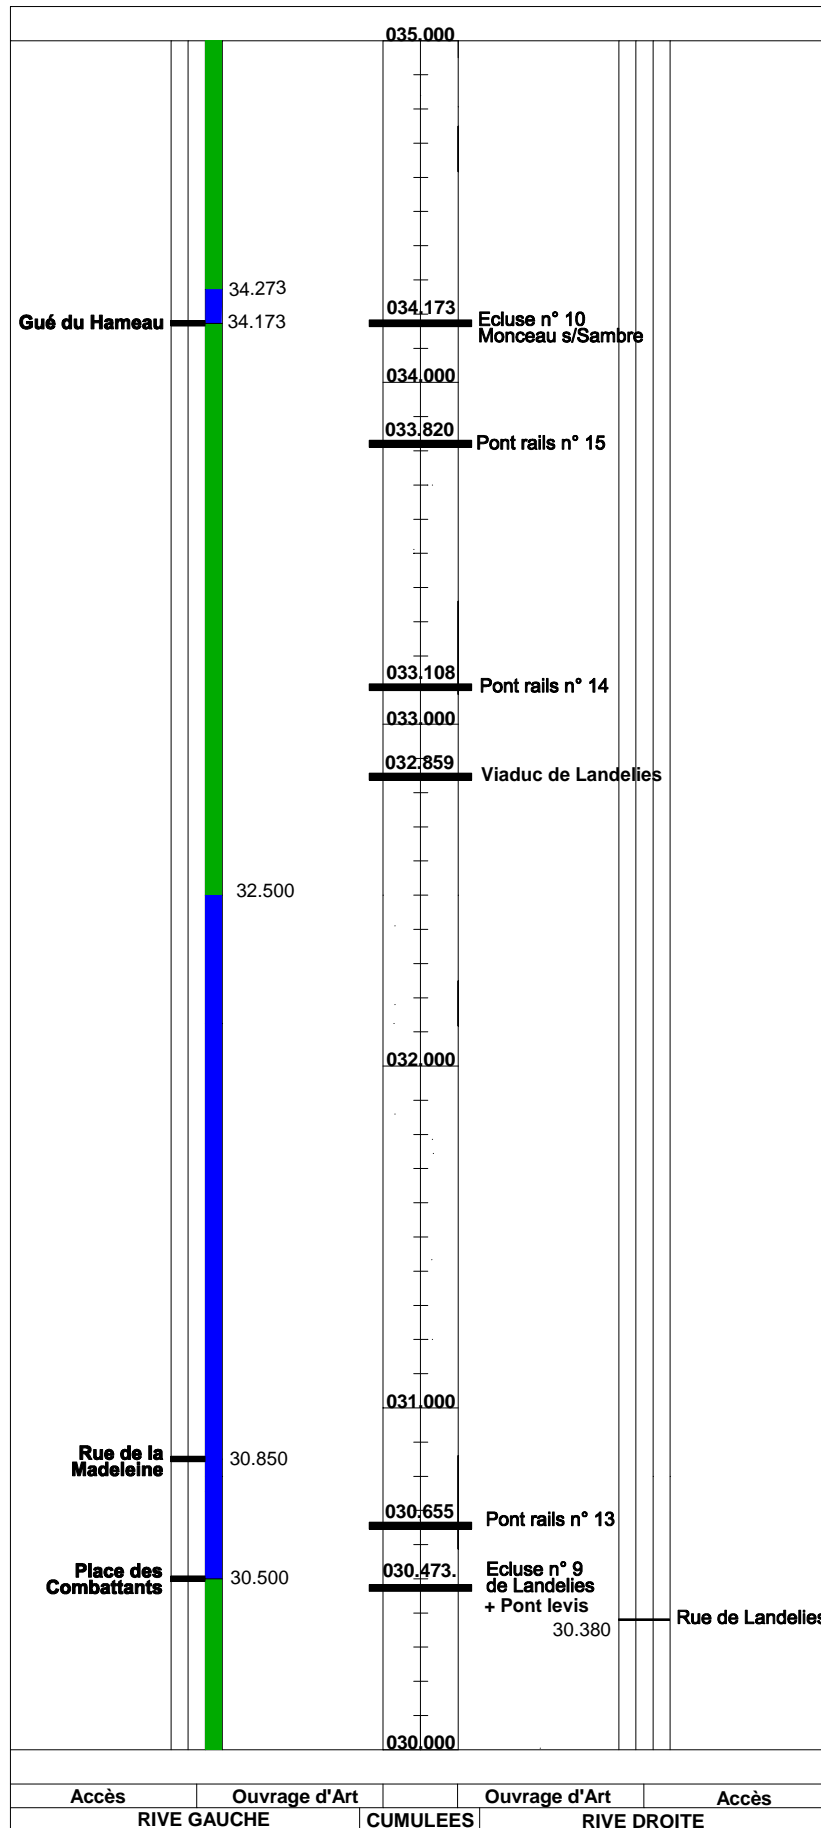 035.000
34.273
034.173
Gué du Hameau
34.173
Ecluse n° 10
Monceau s/Sambre
034.000
033.820
Pont rails n° 15
033.108
Pont rails n° 14
033.000
032.859
Viaduc de Landelies
32.500
032.000
031.000
Rue de la
Madeleine
30.850
030.655
Pont rails n° 13
Place des
Combattants
30.500
030.473.
Ecluse n° 9
de Landelies
+ Pont levis
30.380
Rue de Landelies
030.000
Accès
Ouvrage d'Art
Ouvrage d'Art
Accès
RIVE GAUCHE
CUMULEES
RIVE DROITE